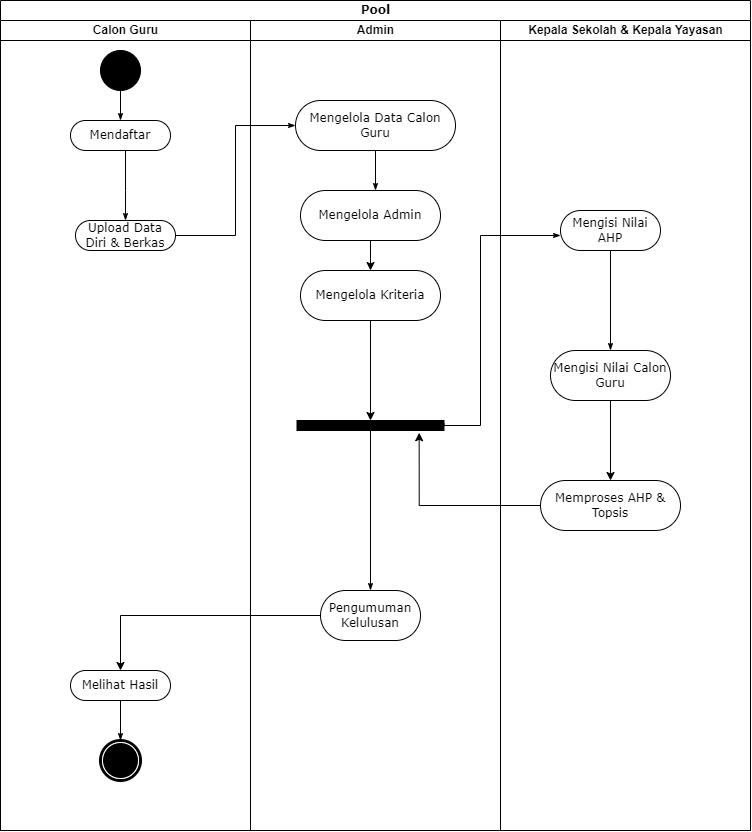 Pool
Calon Guru
Admin
Kepala Sekolah & Kepala Yayasan
Mendaftar
Upload Data
Diri & Berkas
Mengelola Data Calon
Guru
Mengelola Admin
Mengelola Kriteria
Mengisi Nilai
AHP
Mengisi Nilai Calon
Guru
Memproses AHP &
Topsis
Pengumuman
Kelulusan
Melihat Hasil